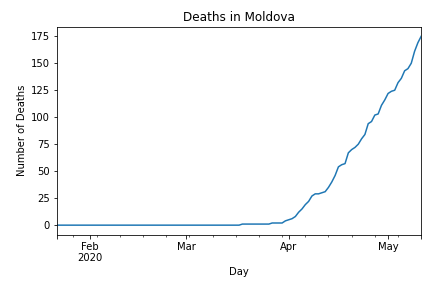 Deaths in Moldova
175
150
125
100
75
50
25
0
Number of Deaths
Feb
2020
Mar
Apr
May
Day